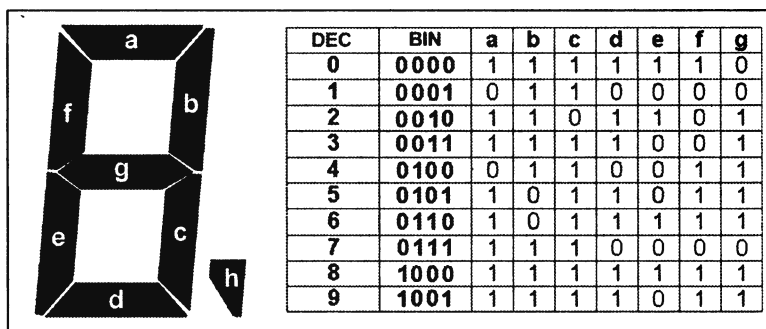 a
f
b
g
e
c
h
d
DEC BIN a b c d e f g
0 0000 1 1 1 1 1 1 0
1 0001 0 1 1 0 0 0 0
2 0010 1 1 0 1 1 0 1
3 0011 1 1 1 1 0 0 1
4 0100 0 1 1 0 0 1 1
5 0101 1 0 1 1 0 1 1
6 0110 1 0 1 1 1 1 1
7 0111 1 1 1 0 0 0 0
8 1000 1 1 1 1 1 1 1
9 1001 1 1 1 1 0 1 1